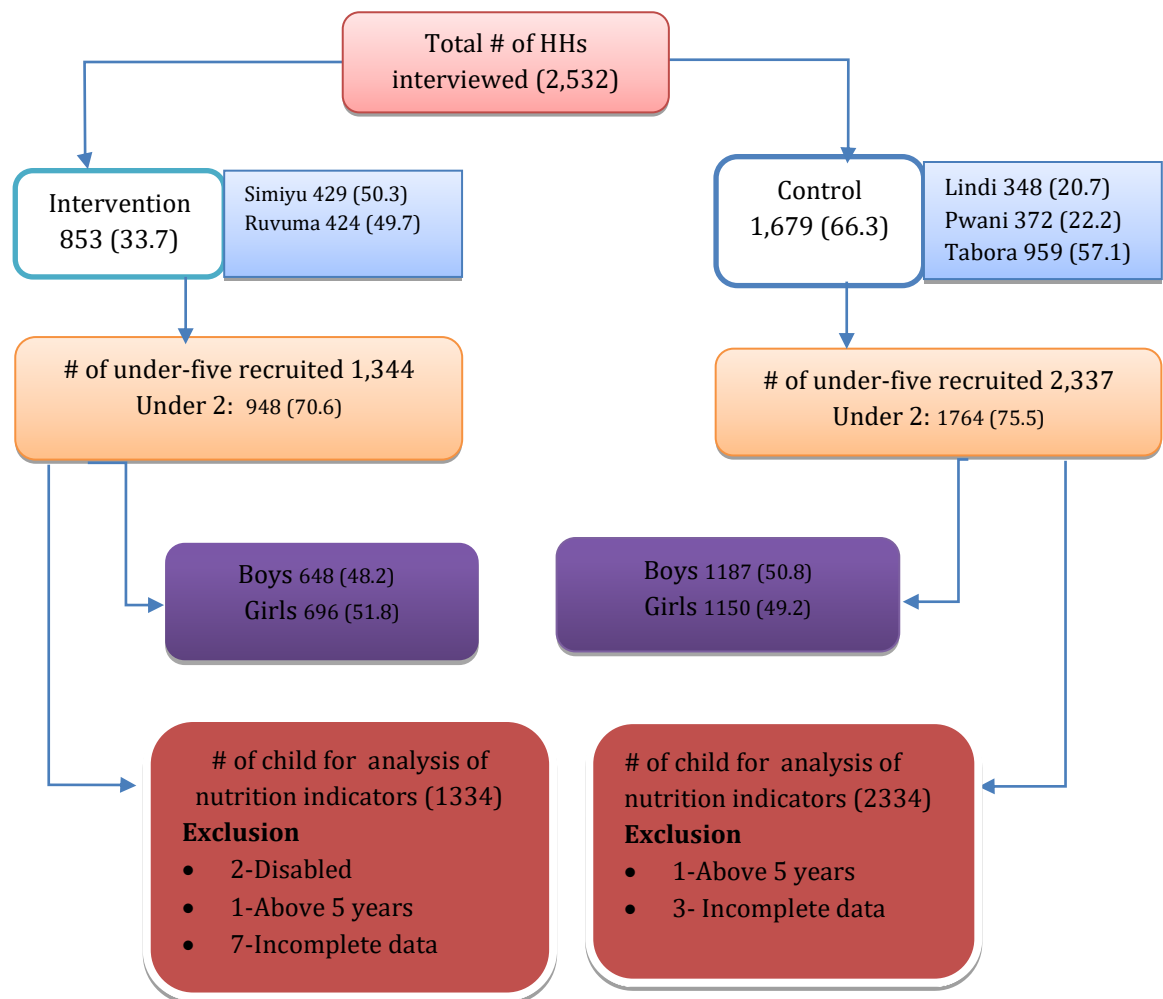 Total # of HHs
interviewed (2,532)
Intervention
853 (33.7)
Simiyu 429 (50.3)
Ruvuma 424 (49.7)
Control
1,679 (66.3)
Lindi 348 (20.7)
Pwani 372 (22.2)
Tabora 959 (57.1)
# of under-five recruited 1,344
Under 2: 948 (70.6)
# of under-five recruited 2,337
Under 2: 1764 (75.5)
Boys 648 (48.2)
Girls 696 (51.8)
Boys 1187 (50.8)
Girls 1150 (49.2)
# of child for analysis of
nutrition indicators (1334)
Exclusion
• 2-Disabled
• 1-Above 5 years
• 7-Incomplete data
# of child for analysis of
nutrition indicators (2334)
Exclusion
• 1-Above 5 years
• 3- Incomplete data